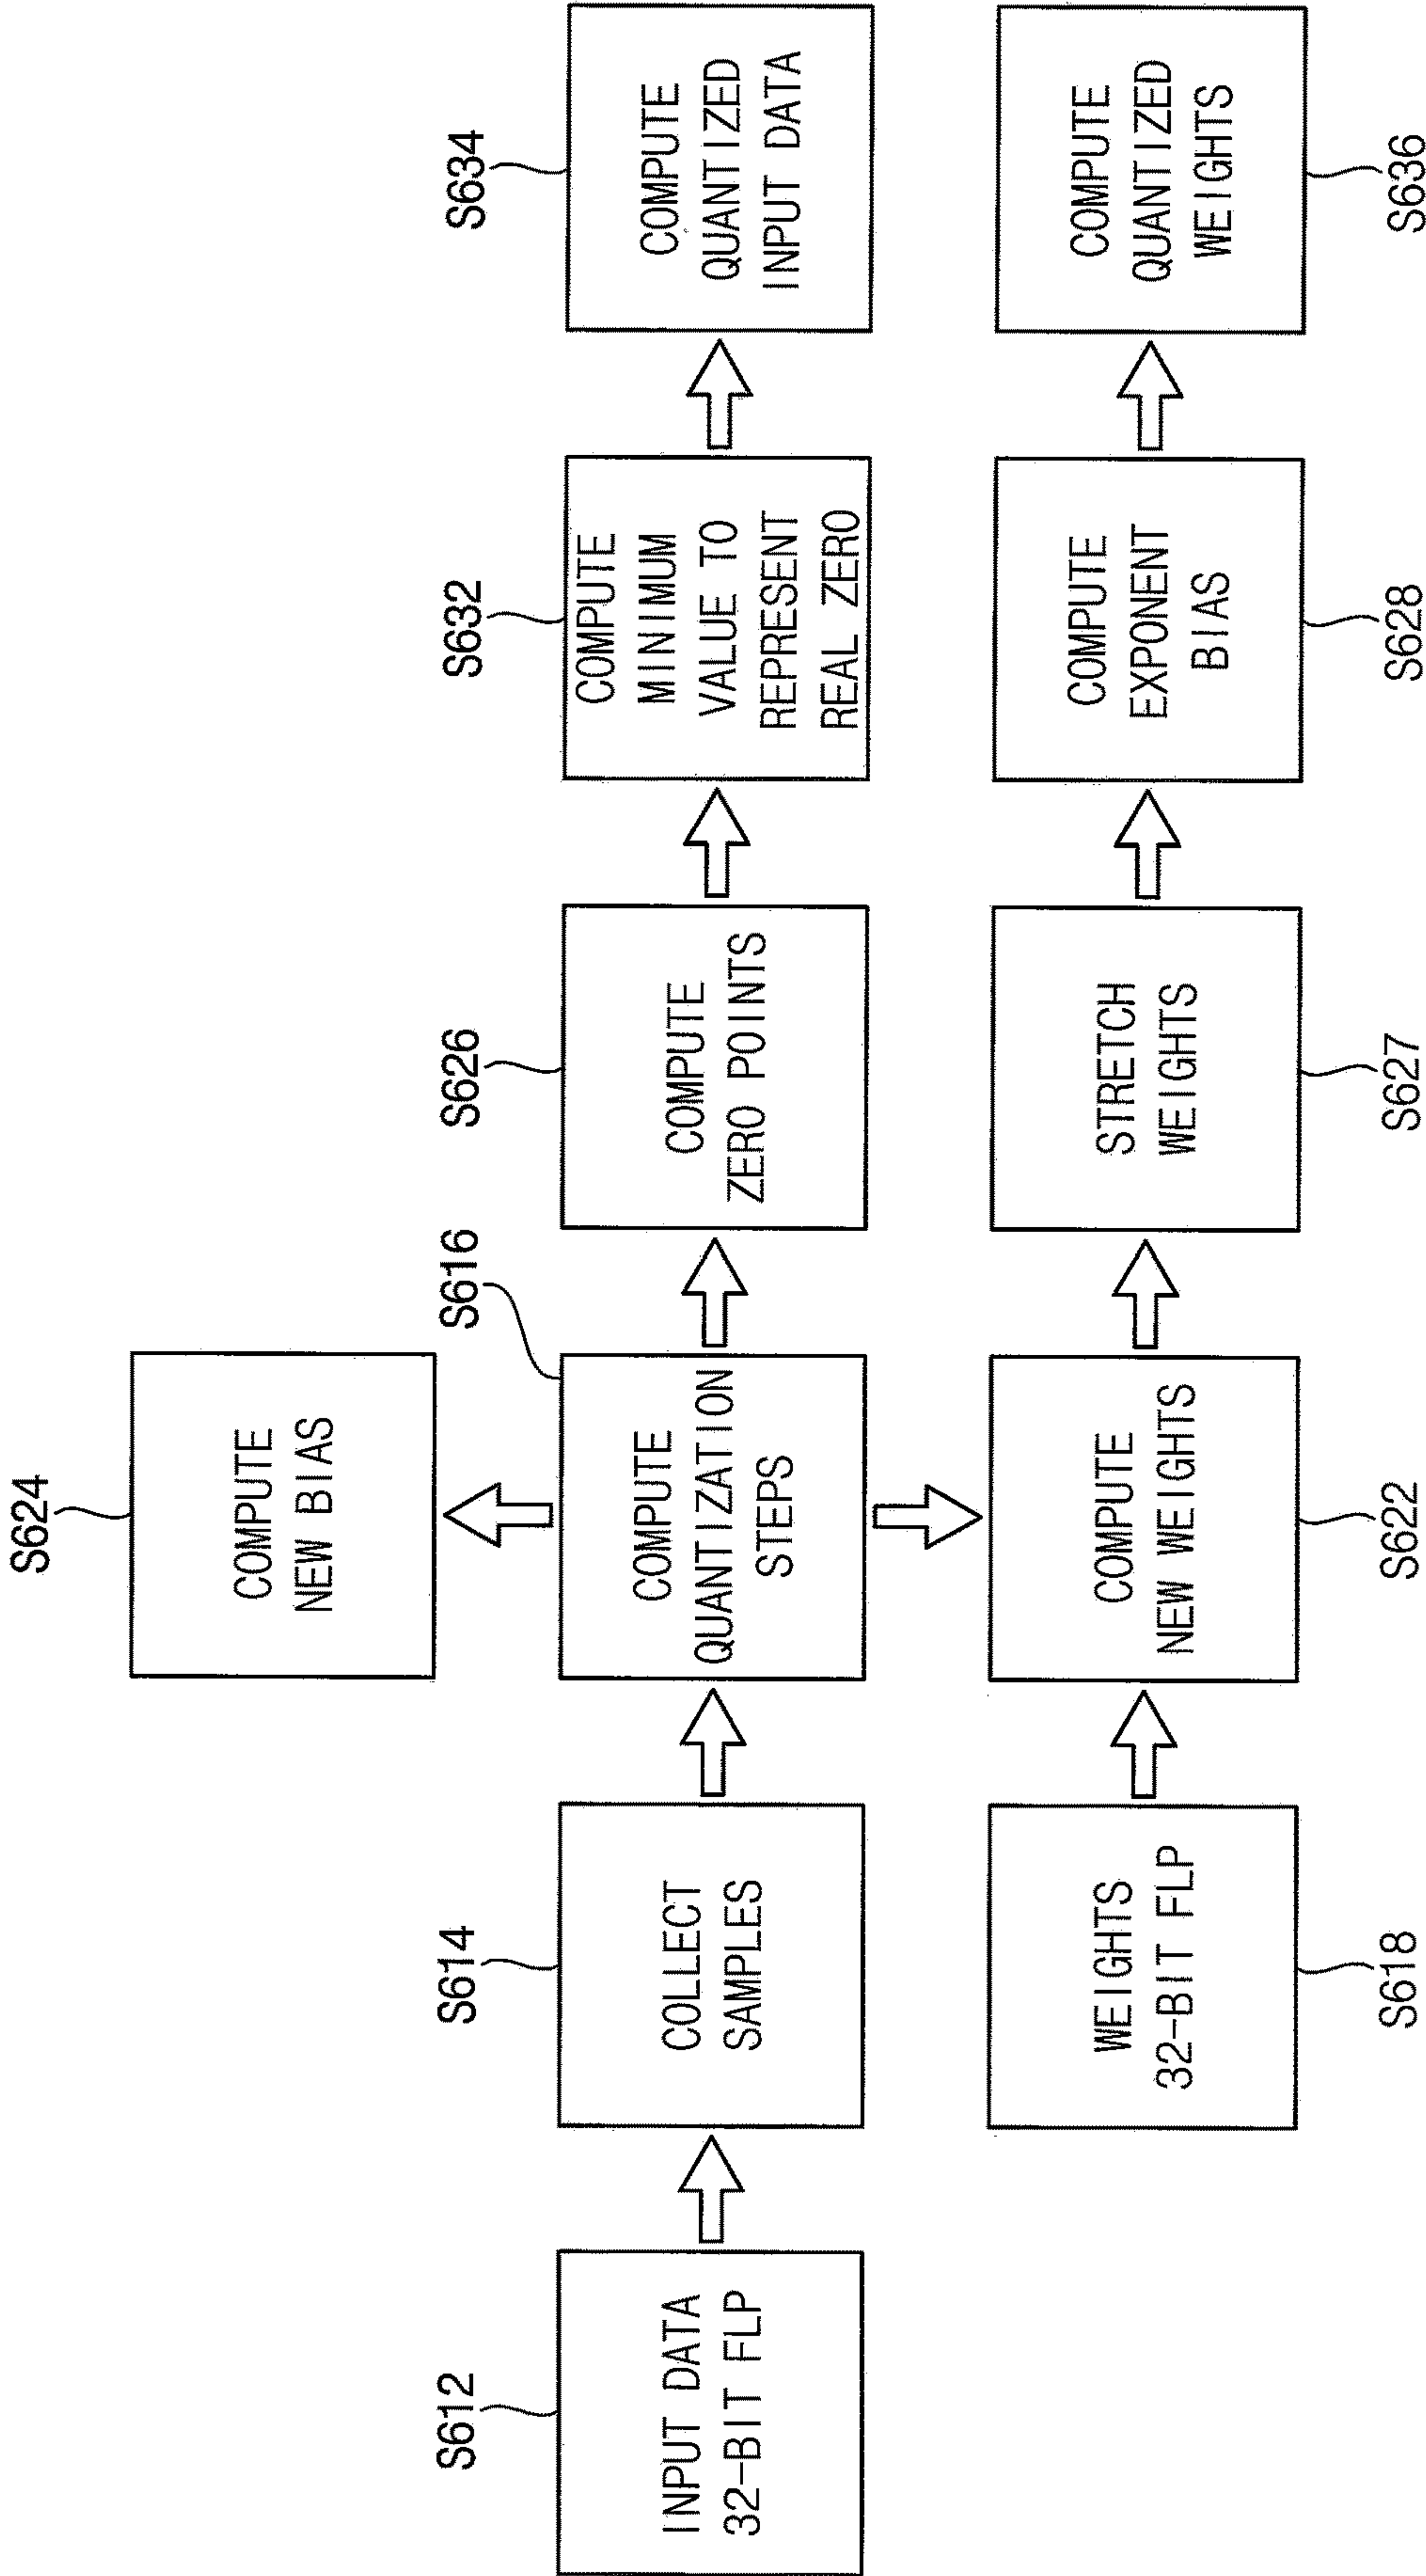 S624
COMPUTE
NEW BIAS
S612
INPUT DATA
32-BIT FLP
S614
COLLECT
SAMPLES
S616
COMPUTE
QUANTIZATION
STEPS
S626
COMPUTE
ZERO POINTS
S632
COMPUTE
MINIMUM
VALUE TO
REPRESENT
REAL ZERO
S634
COMPUTE
QUANTIZED
INPUT DATA
WEIGHTS
32-BIT FLP
S618
COMPUTE
NEW WEIGHTS
S622
STRETCH
WEIGHTS
S627
COMPUTE
EXPONENT
BIAS
S628
COMPUTE
QUANTIZED
WEIGHTS
S636